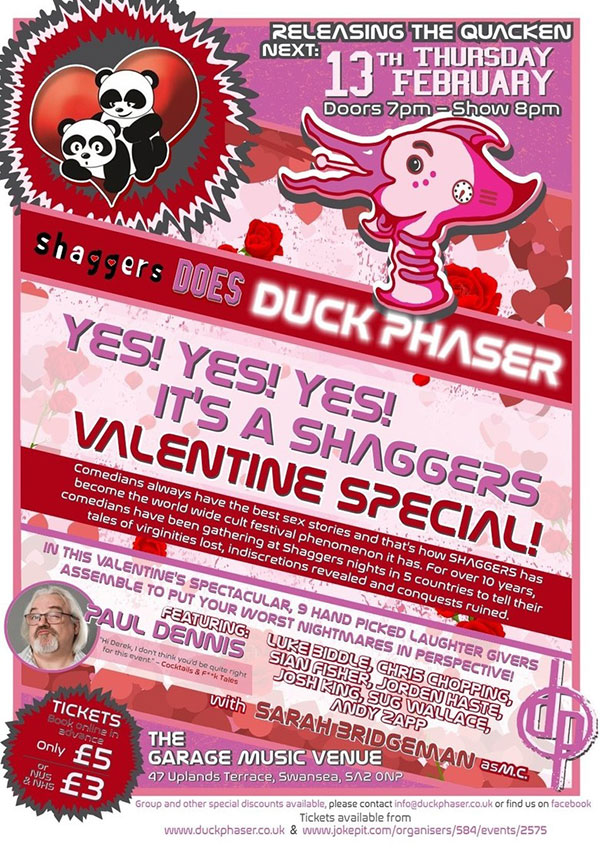 RELEASING THE QUACKEN
NEXT: 13TH THURSDAY FEBRUARY
Doors 7pm – Show 8pm
shaggers DOES DUCK PHASER
YES! YES! YES!
IT'S A SHAGGERS
VALENTINE SPECIAL!
Comedians always have the best sex stories and that's how SHAGGERS has
become the world wide cult festival phenomenon it has. For over 10 years,
comedians have been gathering at Shaggers nights in 5 countries to tell their
tales of virginities lost, indiscretions revealed and conquests ruined.
IN THIS VALENTINE'S SPECTACULAR, 9 HAND PICKED LAUGHTER GIVERS
ASSEMBLE TO PUT YOUR WORST NIGHTMARES IN PERSPECTIVE!
FEATURING:
PAUL DENNIS
"Hi Derek, I don't think you'd be quite right
for this event." – Cocktails & F**k Tales
LUKE BIDDLE, CHRIS CHOPPING,
SIAN FISHER, JORDEN HASTE,
JOSH KING, SUS WALLACE,
ANDY ZAPP
with SARAH BRIDGEMAN as M.C.
dp
TICKETS
Book online in
advance
only £5
or
NUS
& NHS £3
THE
GARAGE MUSIC VENUE
47 Uplands Terrace, Swansea, SA2 0NP
Group and other special discounts available, please contact info@duckphaser.co.uk or find us on facebook
Tickets available from
www.duckphaser.co.uk & www.jokepit.com/organisers/584/events/2575